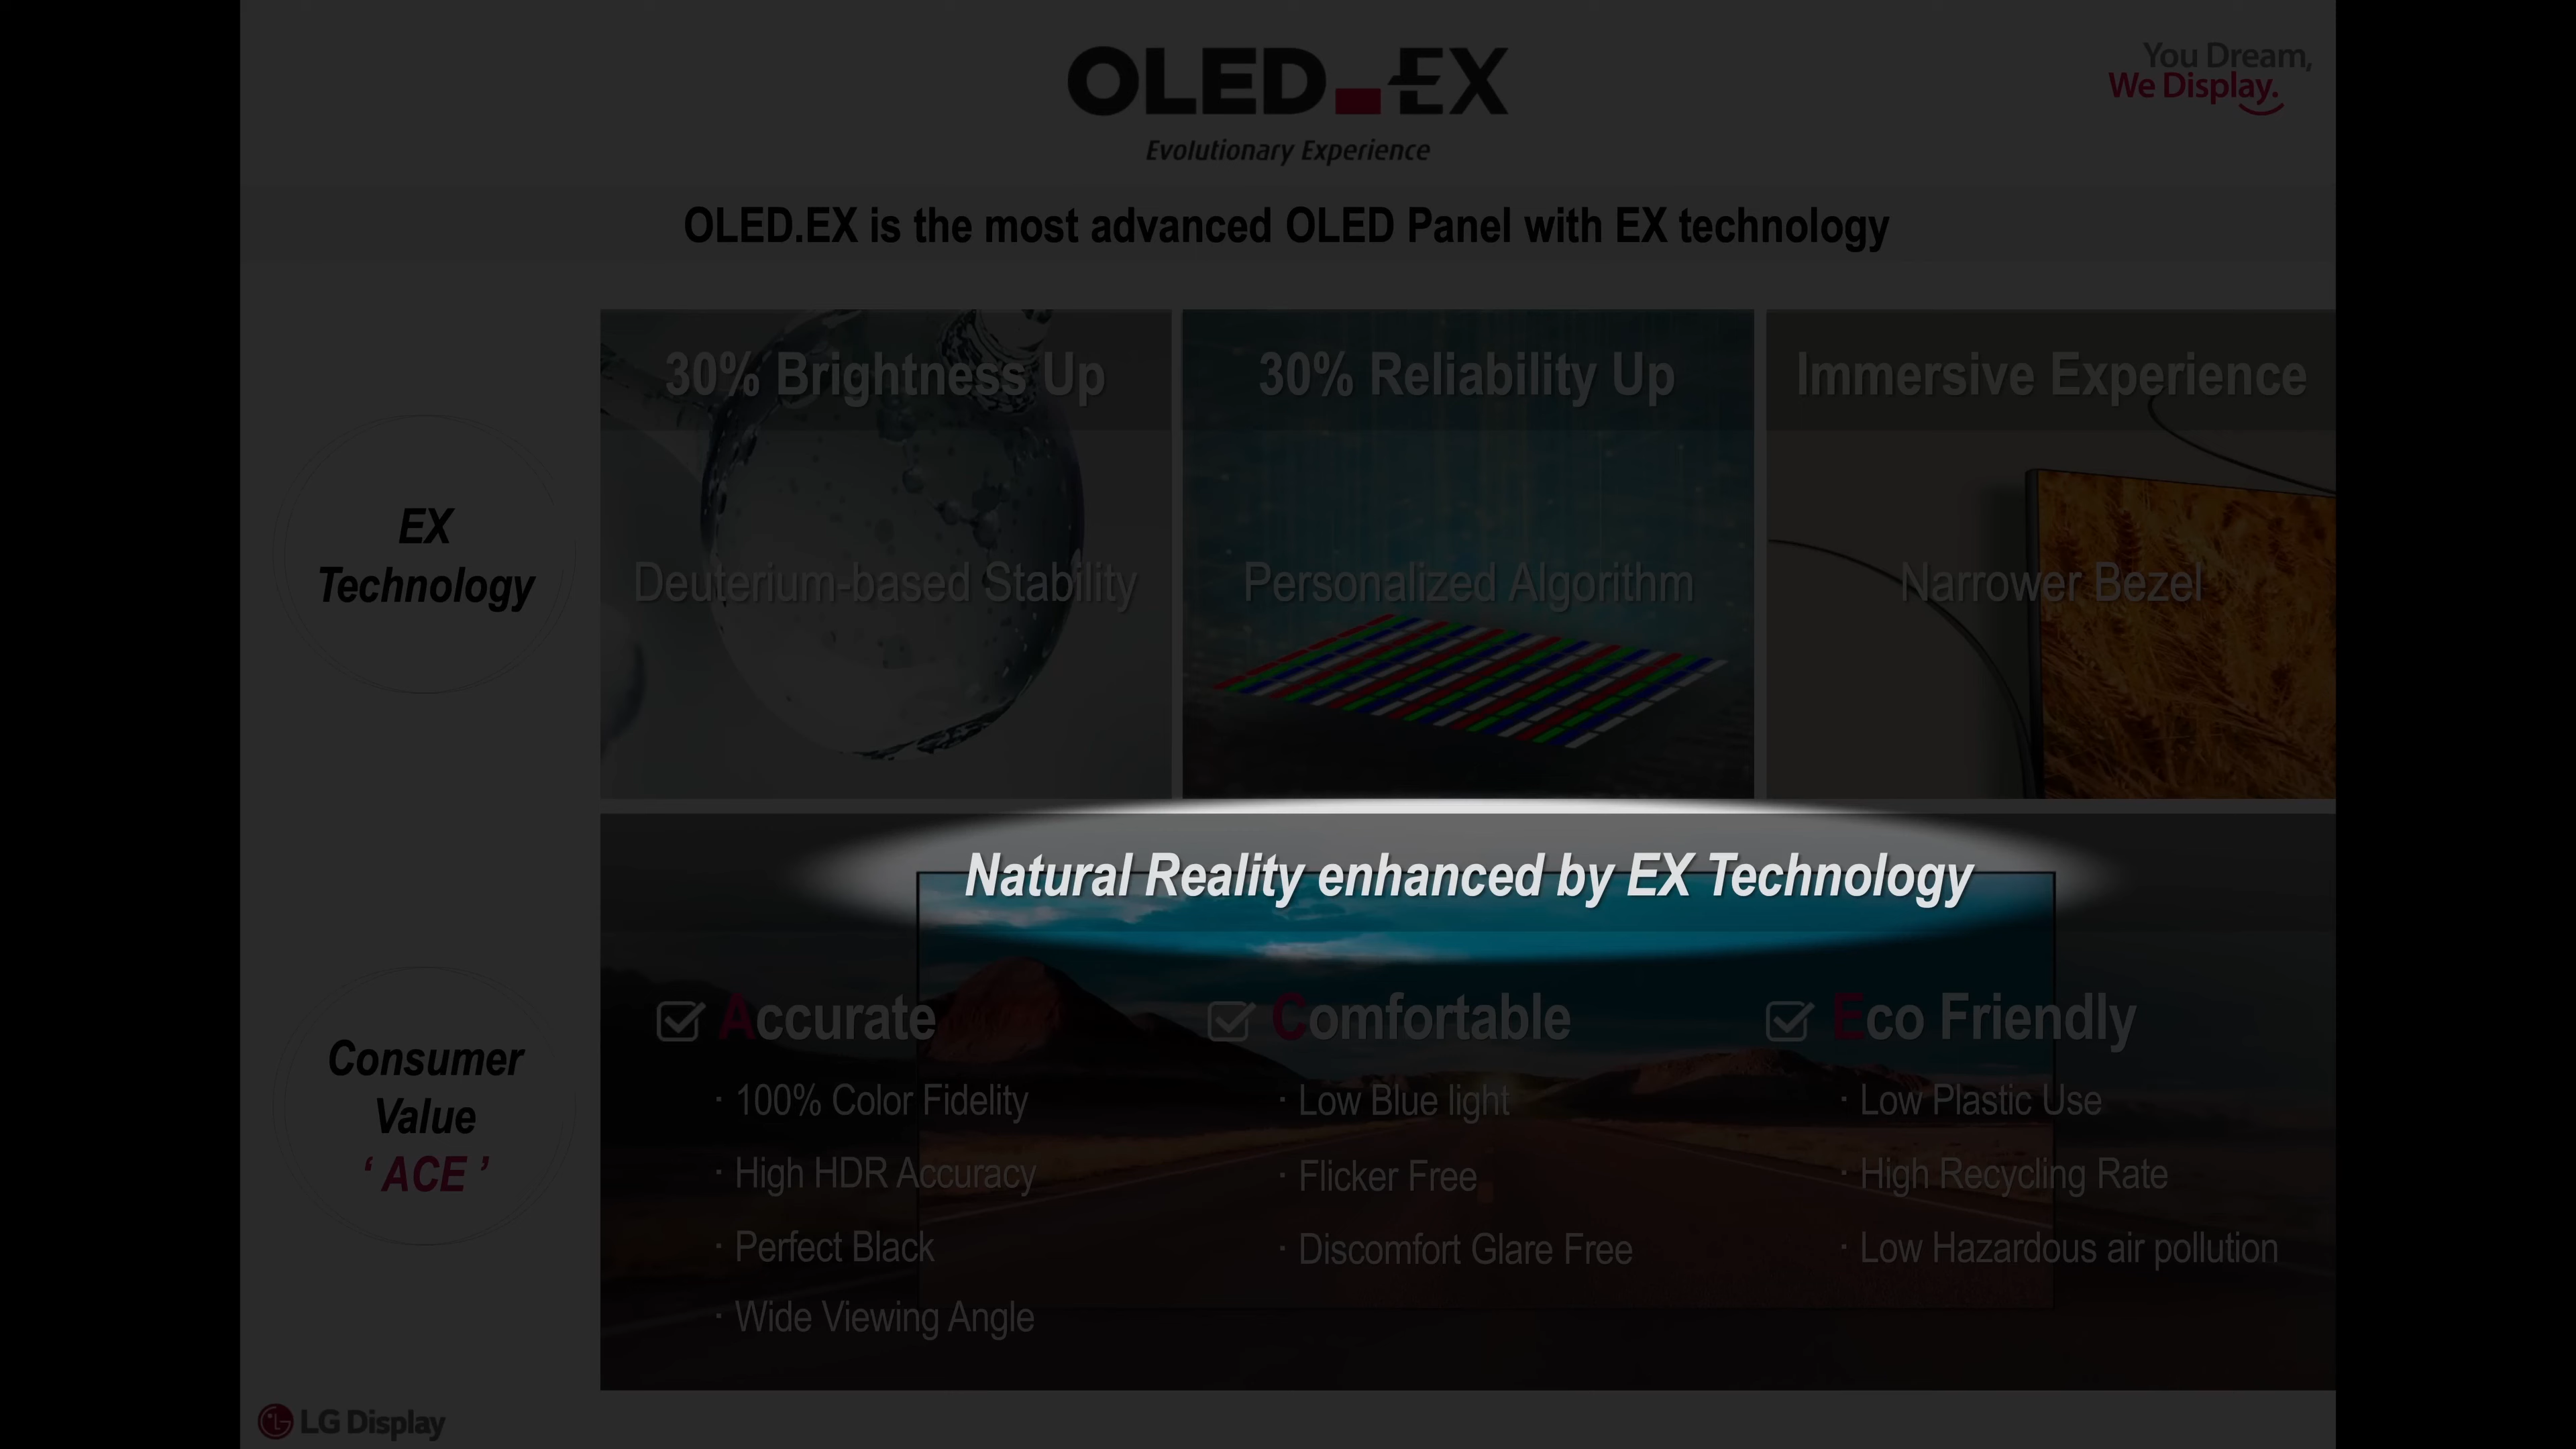 OLED.EX
Evolutionary Experience
You Dream,
We Display.
OLED.EX is the most advanced OLED Panel with EX technology
EX
Technology
30% Brightness Up
Deuterium-based Stability
30% Reliability Up
Personalized Algorithm
Immersive Experience
Narrower Bezel
Natural Reality enhanced by EX Technology
Consumer
Value
‘ ACE ’
Accurate
· 100% Color Fidelity
· High HDR Accuracy
· Perfect Black
· Wide Viewing Angle
Comfortable
· Low Blue light
· Flicker Free
· Discomfort Glare Free
Eco Friendly
· Low Plastic Use
· High Recycling Rate
· Low Hazardous air pollution
LG Display